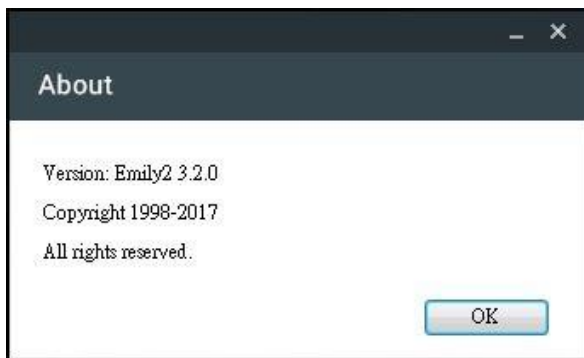 About
Version: Emily2 3.2.0
Copyright 1998-2017
All rights reserved.
OK